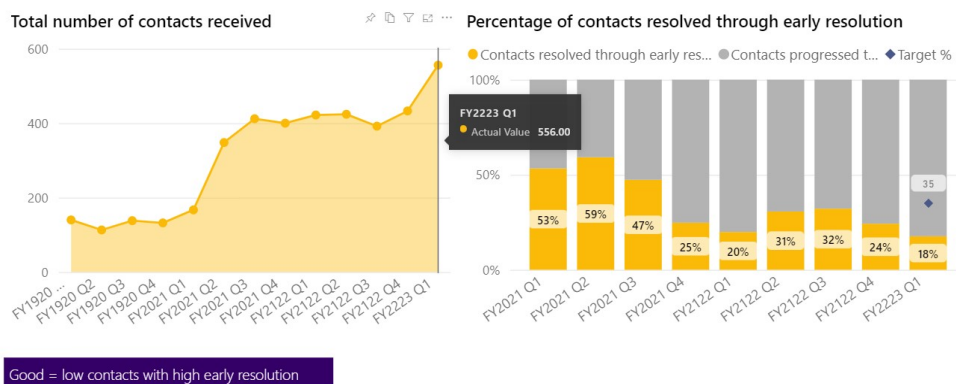 Total number of contacts received
600
400
200
0
FY1920 ...
FY1920 Q2
FY1920 Q3
FY1920 Q4
FY2021 Q1
FY2021 Q2
FY2021 Q3
FY2021 Q4
FY2122 Q1
FY2122 Q2
FY2122 Q3
FY2122 Q4
FY2223 Q1
FY2223 Q1
Actual Value 556.00
Percentage of contacts resolved through early resolution
Contacts resolved through early res... Contacts progressed t... Target %
100%
50%
0%
53%
59%
47%
25%
20%
31%
32%
24%
18%
35
FY2021 Q1
FY2021 Q2
FY2021 Q3
FY2021 Q4
FY2122 Q1
FY2122 Q2
FY2122 Q3
FY2122 Q4
FY2223 Q1
Good = low contacts with high early resolution